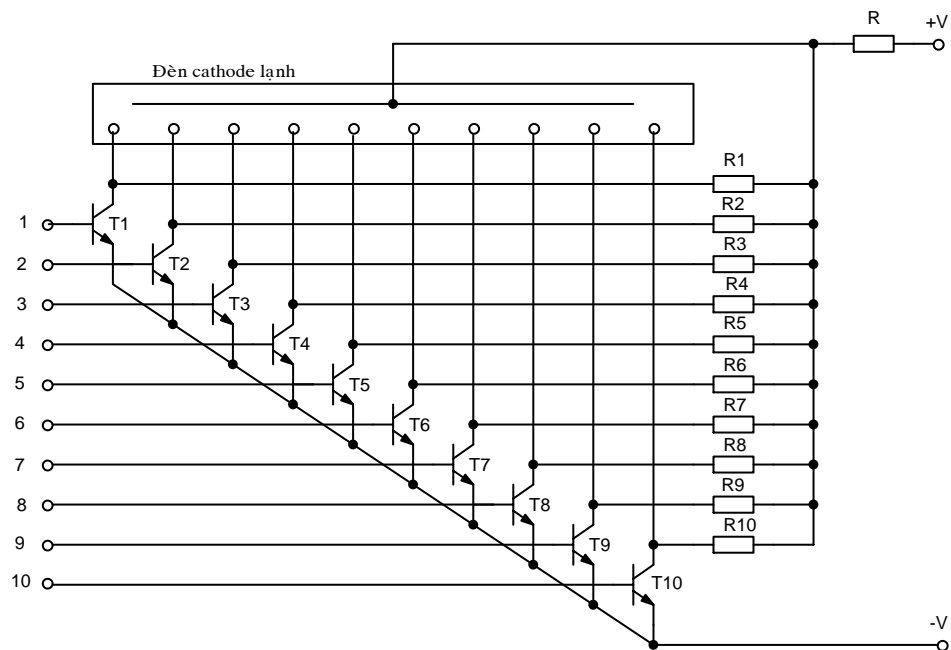 R +V
Đèn cathode lạnh
R1
1 T1 R2
2 T2 R3
3 T3 R4
4 T4 R5
5 T5 R6
6 T6 R7
7 T7 R8
8 T8 R9
9 T9 R10
10 T10
-V